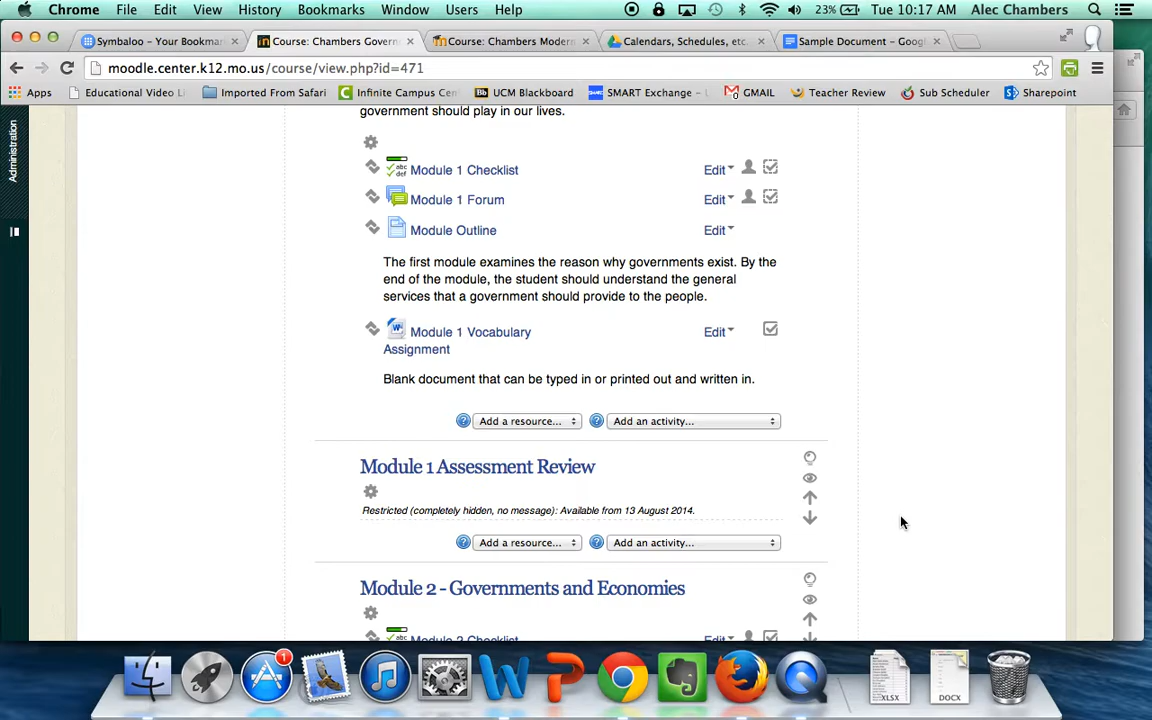 Chrome File Edit View History Bookmarks Window Users Help 23% Tue 10:17 AM Alec Chambers
Symbaloo - Your Bookmar Course: Chambers Govern Course: Chambers Modern Calendars, Schedules, etc. Sample Document - Goog
moodle.center.k12.mo.us/course/view.php?id=471
Apps Educational Video Li Imported From Safari Infinite Campus Cen UCM Blackboard SMART Exchange - L GMAIL Teacher Review Sub Scheduler Sharepoint
Administration
government should play in our lives.
abc
def
Module 1 Checklist Edit
Module 1 Forum Edit
Module Outline Edit
The first module examines the reason why governments exist. By the
end of the module, the student should understand the general
services that a government should provide to the people.
Module 1 Vocabulary Edit
Assignment
Blank document that can be typed in or printed out and written in.
? Add a resource... ? Add an activity...
Module 1 Assessment Review
Restricted (completely hidden, no message): Available from 13 August 2014.
? Add a resource... ? Add an activity...
Module 2 - Governments and Economies
abc Module 2 Checklist Edit
1
XLSX DOCX